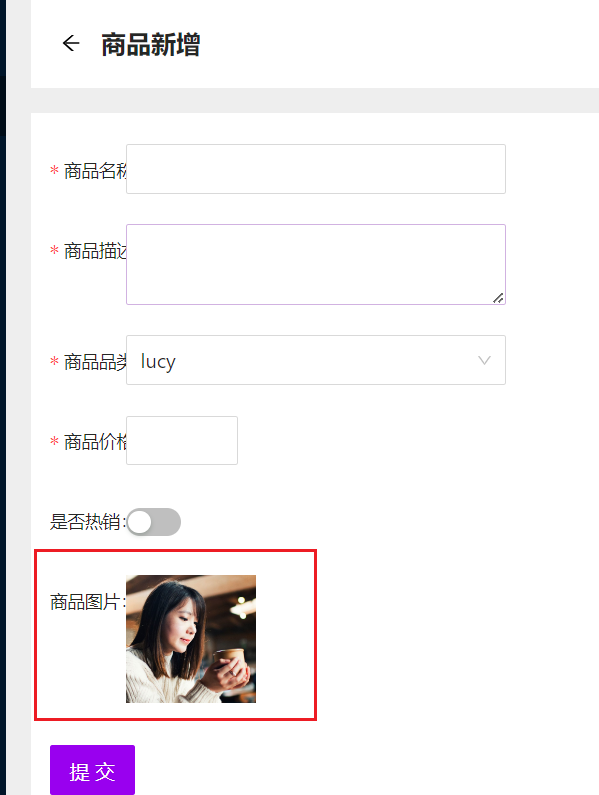 商品新增
* 商品名称
* 商品描述
* 商品品类 lucy
* 商品价格
是否热销:
商品图片:
提 交